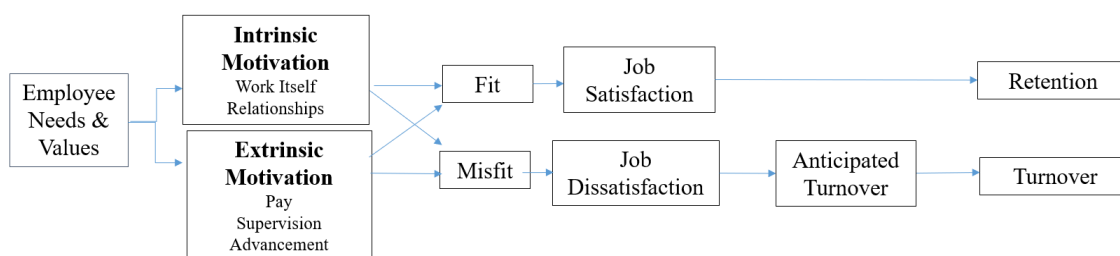 Employee
Needs &
Values
Intrinsic
Motivation
Work Itself
Relationships
Extrinsic
Motivation
Pay
Supervision
Advancement
Fit
Misfit
Job
Satisfaction
Job
Dissatisfaction
Anticipated
Turnover
Retention
Turnover